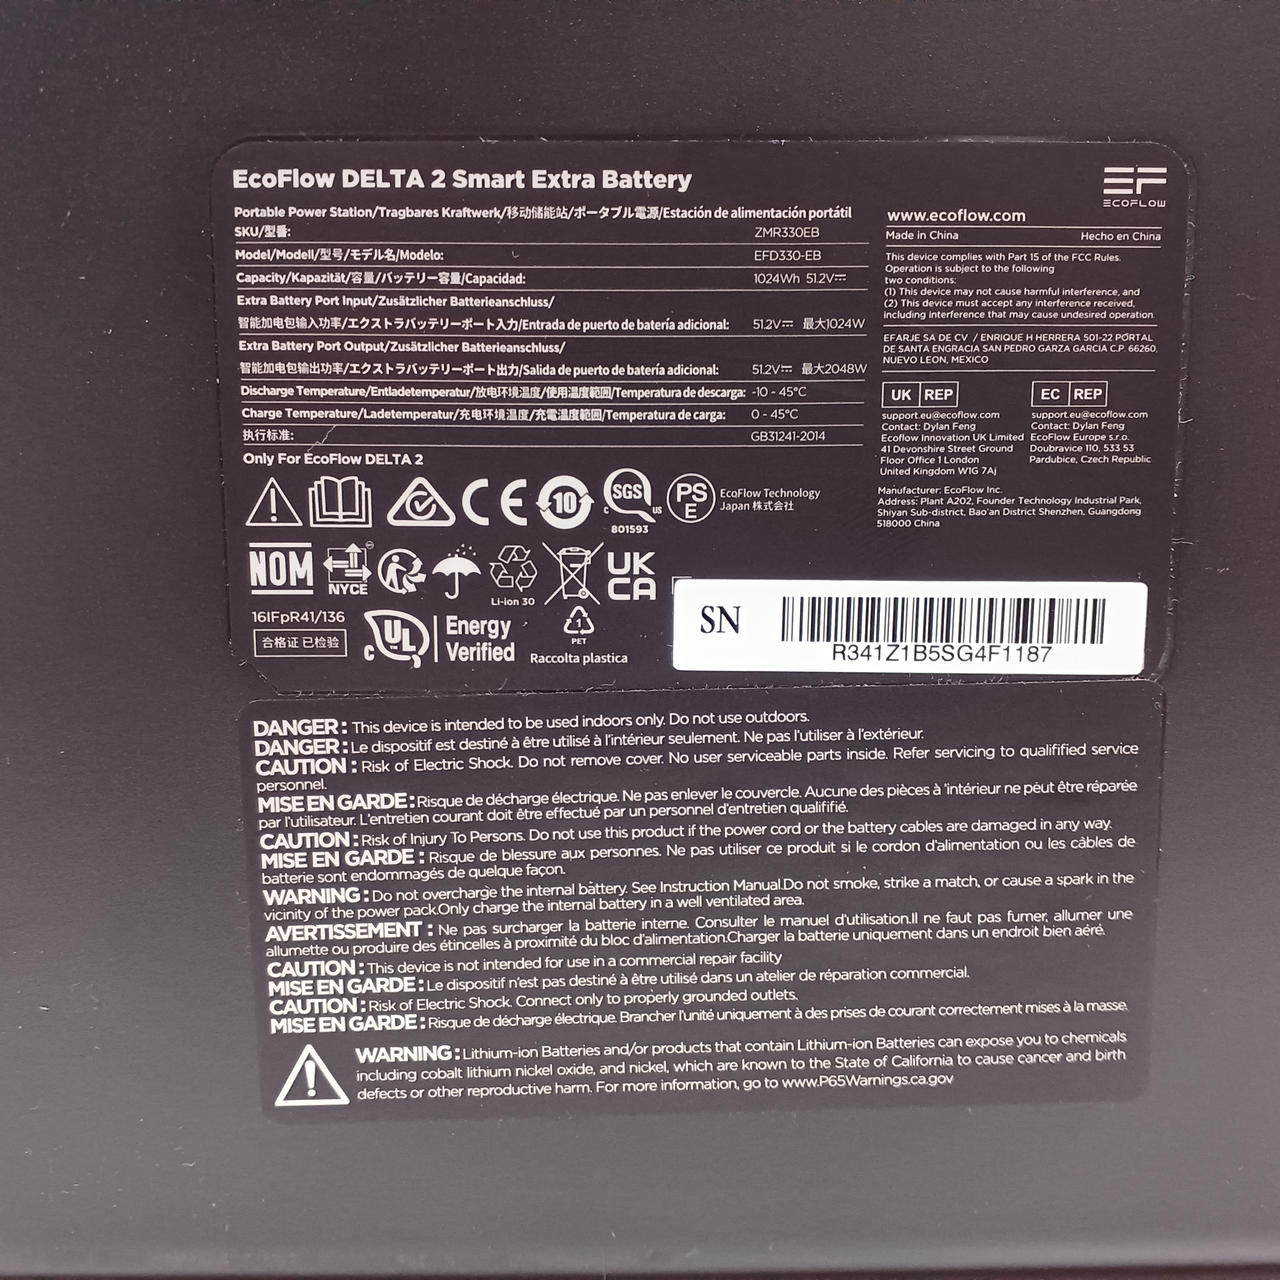 EcoFlow DELTA 2 Smart Extra Battery
Portable Power Station/Tragbares Kraftwerk/移动储能站/ポータブル電源/Estación de alimentación portátil
SKU/型番: ZMR330EB
Model/Modell/型号/モデル名/Modelo: EFD330-EB
Capacity/Kapazität/容量/バッテリー容量/Capacidad: 1024Wh 51.2V⎓
Extra Battery Port Input/Zusätzlicher Batterieanschluss/
智能加电包输入功率/エクストラバッテリーポート入力/Entrada de puerto de batería adicional: 51.2V⎓ 最大1024W
Extra Battery Port Output/Zusätzlicher Batterieanschluss/
智能加电包输出功率/エクストラバッテリーポート出力/Salida de puerto de batería adicional: 51.2V⎓ 最大2048W
Discharge Temperature/Entladetemperatur/放电环境温度/使用温度範囲/Temperatura de descarga: -10 - 45°C
Charge Temperature/Ladetemperatur/充电环境温度/充電温度範囲/Temperatura de carga: 0 - 45°C
执行标准: GB31241-2014
Only For EcoFlow DELTA 2
EF
ECOFLOW
www.ecoflow.com
Made in China Hecho en China
This device complies with Part 15 of the FCC Rules.
Operation is subject to the following
two conditions:
(1) This device may not cause harmful interference, and
(2) This device must accept any interference received,
including interference that may cause undesired operation.
EFARJE SA DE CV / ENRIQUE H HERRERA 501-22 PÓRTAL
DE SANTA ENGRACIA SAN PEDRO GARZA GARCIA C.P. 66260,
NUEVO LEON, MEXICO
UK REP
support.eu@ecoflow.com
Contact: Dylan Feng
Ecoflow Innovation UK Limited
41 Devonshire Street Ground
Floor Office 1 London
United Kingdom W1G 7Aj
EC REP
support.eu@ecoflow.com
Contact: Dylan Feng
EcoFlow Europe s.r.o.
Doubravice 110, 533 53
Pardubice, Czech Republic
Manufacturer: EcoFlow Inc.
Address: Plant A202, Founder Technology Industrial Park,
Shiyan Sub-district, Bao'an District Shenzhen, Guangdong
518000 China
CE 10 c SGS us PSE EcoFlow Technology
Japan 株式会社
801593
NOM NYCE Li-ion 30 UK
CA
16IFpR41/136
合格证 已检验
c UL Energy
Verified
1
PET
Raccolta plastica
SN
R341Z1B5SG4F1187
DANGER : This device is intended to be used indoors only. Do not use outdoors.
DANGER : Le dispositif est destiné à être utilisé à l'intérieur seulement. Ne pas l'utiliser à l'extérieur.
CAUTION : Risk of Electric Shock. Do not remove cover. No user serviceable parts inside. Refer servicing to qualifified service
personnel.
MISE EN GARDE : Risque de décharge électrique. Ne pas enlever le couvercle. Aucune des pièces à 'intérieur ne peut être réparée
par l'utilisateur. L'entretien courant doit être effectué par un personnel d'entretien qualififié.
CAUTION : Risk of Injury To Persons. Do not use this product if the power cord or the battery cables are damaged in any way.
MISE EN GARDE : Risque de blessure aux personnes. Ne pas utiliser ce produit si le cordon d'alimentation ou les câbles de
batterie sont endommagés de quelque façon.
WARNING : Do not overcharge the internal battery. See Instruction Manual.Do not smoke, strike a match, or cause a spark in the
vicinity of the power pack.Only charge the internal battery in a well ventilated area.
AVERTISSEMENT : Ne pas surcharger la batterie interne. Consulter le manuel d'utilisation.Il ne faut pas fumer, allumer une
allumette ou produire des étincelles à proximité du bloc d'alimentation.Charger la batterie uniquement dans un endroit bien aéré.
CAUTION : This device is not intended for use in a commercial repair facility
MISE EN GARDE : Le dispositif n'est pas destiné à être utilisé dans un atelier de réparation commercial.
CAUTION : Risk of Electric Shock. Connect only to properly grounded outlets.
MISE EN GARDE : Risque de décharge électrique. Brancher l'unité uniquement à des prises de courant correctement mises à la masse.
WARNING : Lithium-ion Batteries and/or products that contain Lithium-ion Batteries can expose you to chemicals
including cobalt lithium nickel oxide, and nickel, which are known to the State of California to cause cancer and birth
defects or other reproductive harm. For more information, go to www.P65Warnings.ca.gov